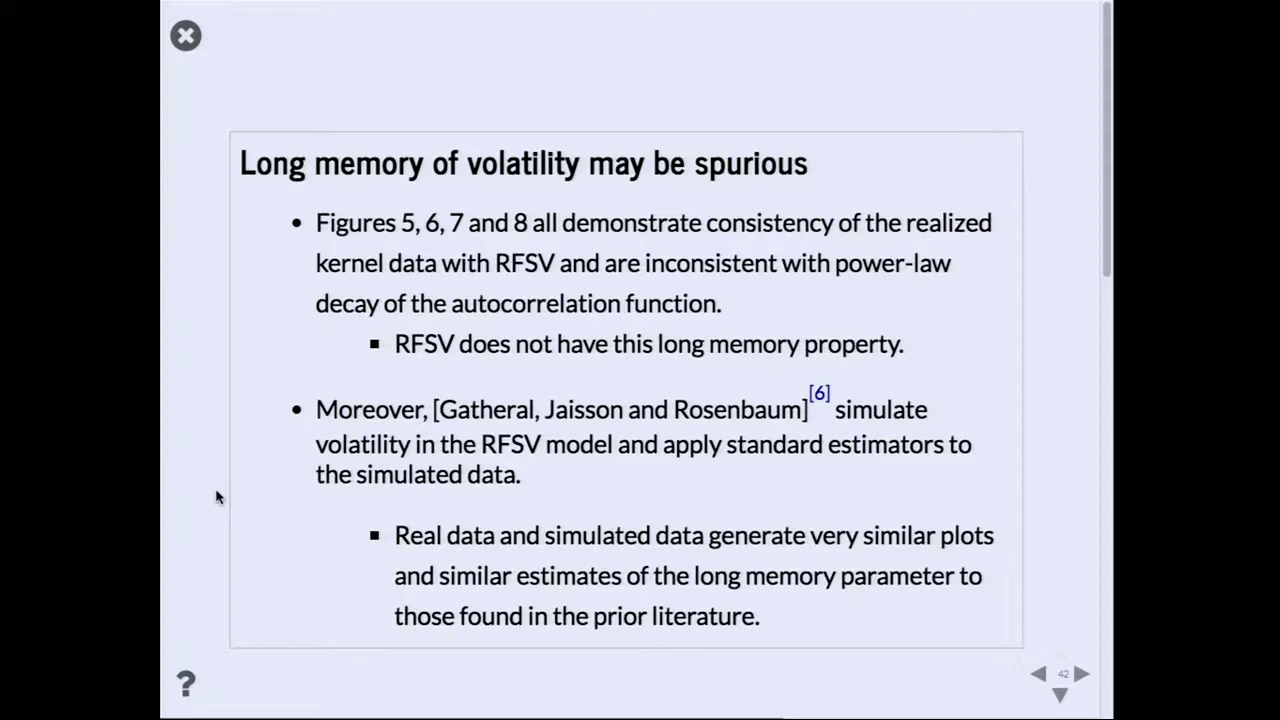 Long memory of volatility may be spurious
• Figures 5, 6, 7 and 8 all demonstrate consistency of the realized
kernel data with RFSV and are inconsistent with power-law
decay of the autocorrelation function.
▪ RFSV does not have this long memory property.
• Moreover, [Gatheral, Jaisson and Rosenbaum][6] simulate
volatility in the RFSV model and apply standard estimators to
the simulated data.
▪ Real data and simulated data generate very similar plots
and similar estimates of the long memory parameter to
those found in the prior literature.
?
42